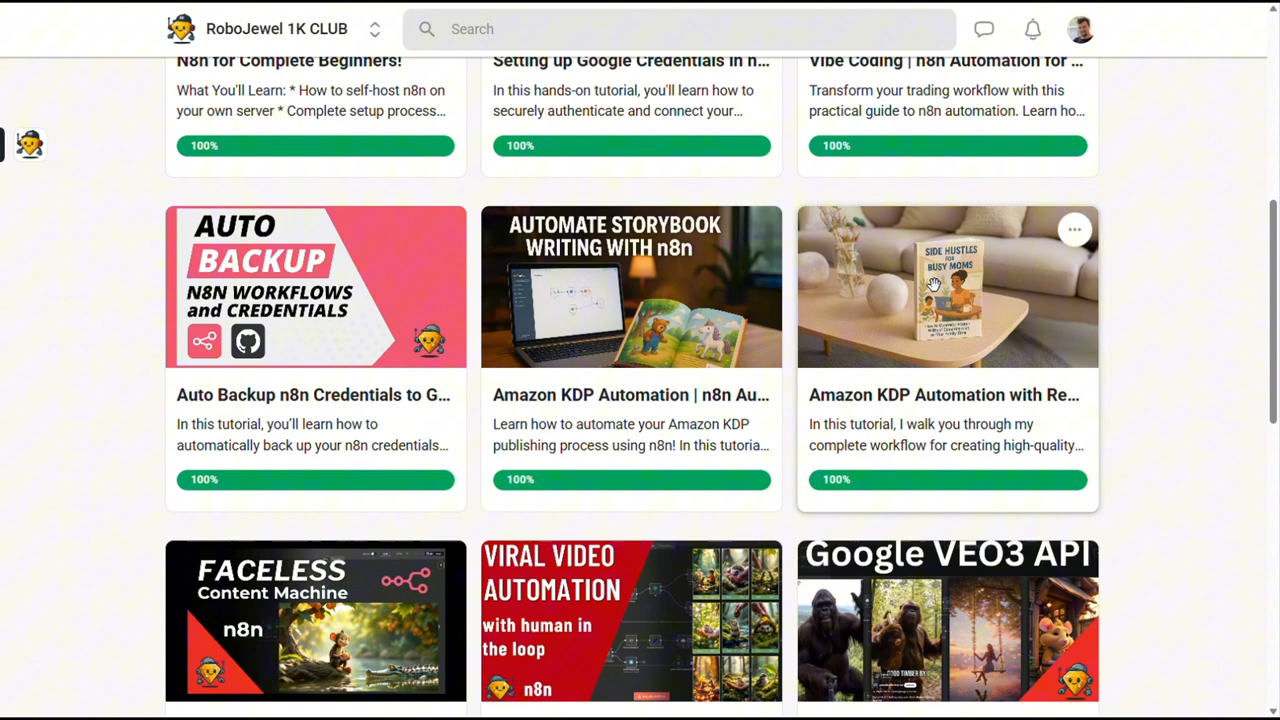 RoboJewel 1K CLUB
Search
N8n for Complete Beginners!
What You'll Learn: * How to self-host n8n on
your own server * Complete setup process...
100%
Setting up Google Credentials in n...
In this hands-on tutorial, you'll learn how to
securely authenticate and connect your...
100%
Vibe Coding | n8n Automation for ...
Transform your trading workflow with this
practical guide to n8n automation. Learn ho...
100%
AUTO
BACKUP
N8N WORKFLOWS
and CREDENTIALS
Auto Backup n8n Credentials to G...
In this tutorial, you'll learn how to
automatically back up your n8n credentials...
100%
AUTOMATE STORYBOOK
WRITING WITH n8n
Amazon KDP Automation | n8n Au...
Learn how to automate your Amazon KDP
publishing process using n8n! In this tutoria...
100%
SIDE HUSTLES
FOR
BUSY MOMS
Amazon KDP Automation with Re...
In this tutorial, I walk you through my
complete workflow for creating high-quality...
100%
FACELESS
Content Machine
n8n
VIRAL VIDEO
AUTOMATION
with human in
the loop
n8n
Google VEO3 API